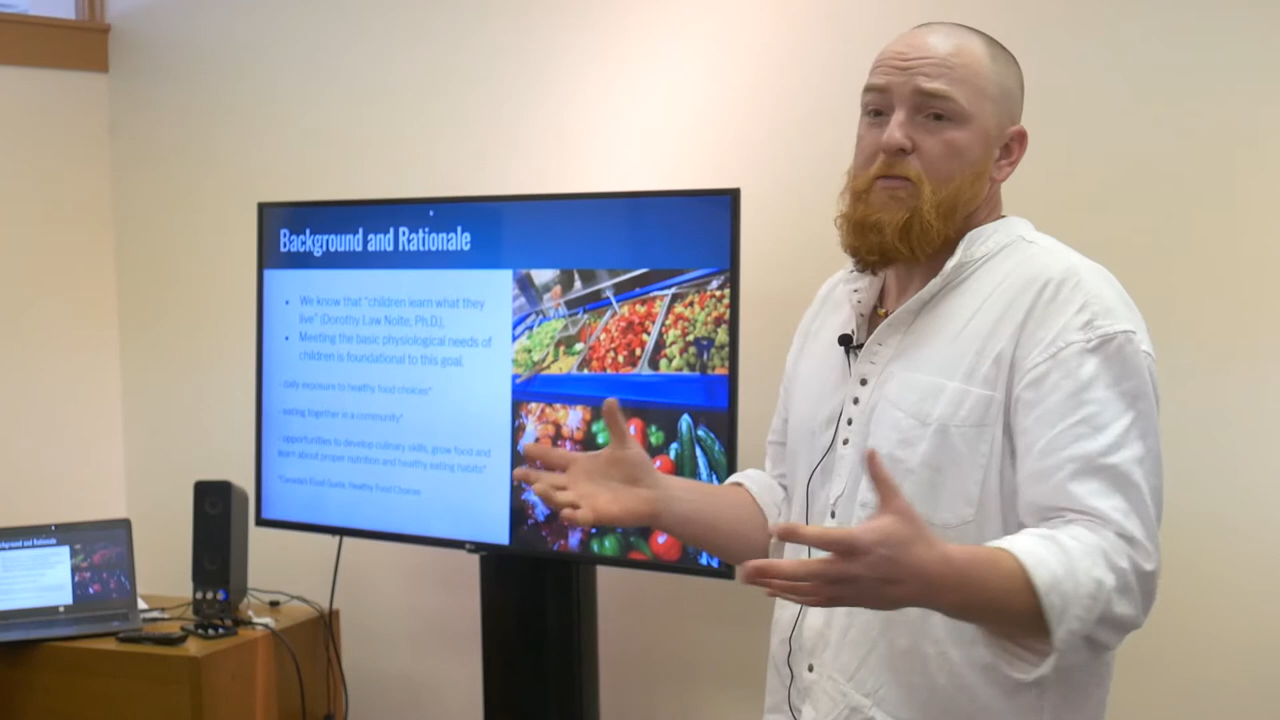 Background and Rationale
We know that "children learn what they
live" (Dorothy Law Nolte, Ph.D.),
Meeting the basic physiological needs of
children is foundational to this goal,
- daily exposure to healthy food choices*
- eating together in a community*
- opportunities to develop culinary skills, grow food and
learn about proper nutrition and healthy eating habits*
*Canada's Food Guide, Healthy Food Choices
Background and Rationale